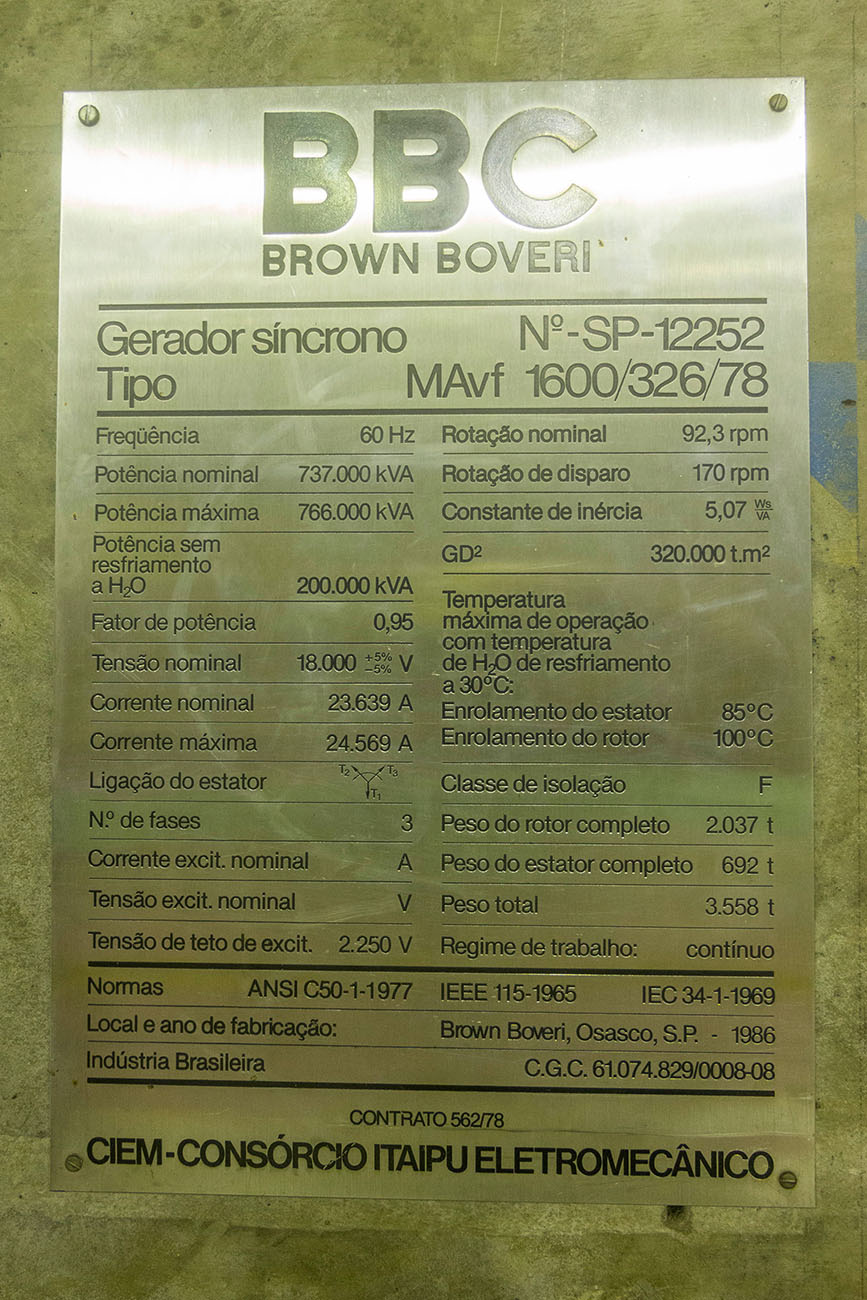 BBC
BROWN BOVERI
Gerador síncrono Nº-SP-12252
Tipo MAvf 1600/326/78
Freqüência 60 Hz
Potência nominal 737.000 kVA
Potência máxima 766.000 kVA
Potência sem
resfriamento
a H₂O 200.000 kVA
Fator de potência 0,95
Tensão nominal 18.000 +5% -5% V
Corrente nominal 23.639 A
Corrente máxima 24.569 A
Ligação do estator T₂ T₃ T₁
N.º de fases 3
Corrente excit. nominal A
Tensão excit. nominal V
Tensão de teto de excit. 2.250 V
Rotação nominal 92,3 rpm
Rotação de disparo 170 rpm
Constante de inércia 5,07 Ws/VA
GD² 320.000 t.m²
Temperatura
máxima de operação
com temperatura
de H₂O de resfriamento
a 30ºC:
Enrolamento do estator 85ºC
Enrolamento do rotor 100ºC
Classe de isolação F
Peso do rotor completo 2.037 t
Peso do estator completo 692 t
Peso total 3.558 t
Regime de trabalho: contínuo
Normas ANSI C50-1-1977 IEEE 115-1965 IEC 34-1-1969
Local e ano de fabricação: Brown Boveri, Osasco, S.P. - 1986
Indústria Brasileira C.G.C. 61.074.829/0008-08
CONTRATO 562/78
CIEM-CONSÓRCIO ITAIPU ELETROMECÂNICO